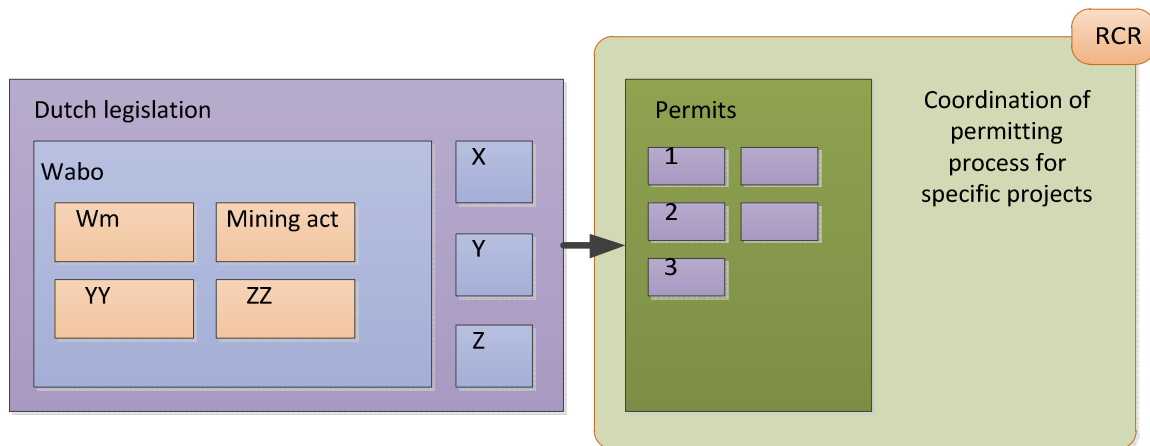 Dutch legislation
Wabo
Wm
Mining act
YY
ZZ
X
Y
Z
RCR
Permits
1
2
3
Coordination of
permitting
process for
specific projects